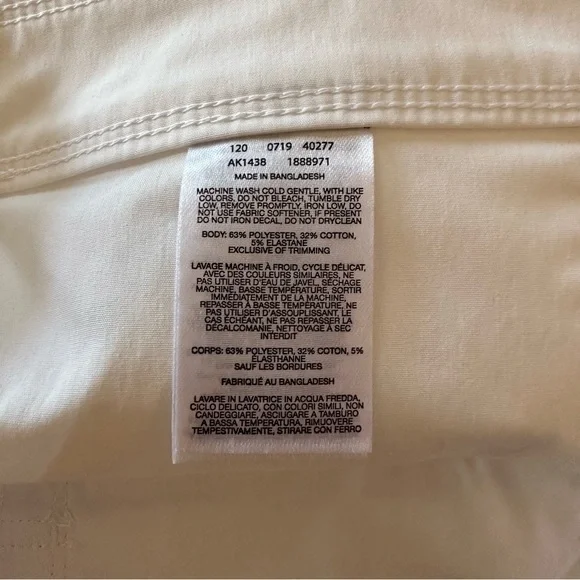 120 0719 40277
AK1438 1888971
MADE IN BANGLADESH
MACHINE WASH COLD GENTLE, WITH LIKE
COLORS, DO NOT BLEACH, TUMBLE DRY
LOW, REMOVE PROMPTLY, IRON LOW, DO
NOT USE FABRIC SOFTENER, IF PRESENT
DO NOT IRON DECAL, DO NOT DRYCLEAN
BODY: 63% POLYESTER, 32% COTTON,
5% ELASTANE
EXCLUSIVE OF TRIMMING
LAVAGE MACHINE À FROID, CYCLE DÉLICAT,
AVEC DES COULEURS SIMILAIRES, NE
PAS UTILISER D'EAU DE JAVEL, SÉCHAGE
MACHINE, BASSE TEMPÉRATURE, SORTIR
IMMÉDIATEMENT DE LA MACHINE,
REPASSER À BASSE TEMPÉRATURE, NE
PAS UTILISER D'ASSOUPLISSANT. LE
CAS ÉCHÉANT, NE PAS REPASSER LA
DÉCALCOMANIE, NETTOYAGE À SEC
INTERDIT
CORPS: 63% POLYESTER, 32% COTON, 5%
ÉLASTHANNE
SAUF LES BORDURES
FABRIQUÉ AU BANGLADESH
LAVARE IN LAVATRICE IN ACQUA FREDDA,
CICLO DELICATO, CON COLORI SIMILI, NON
CANDEGGIARE, ASCIUGARE A TAMBURO
A BASSA TEMPERATURA, RIMUOVERE
TEMPESTIVAMENTE, STIRARE CON FERRO